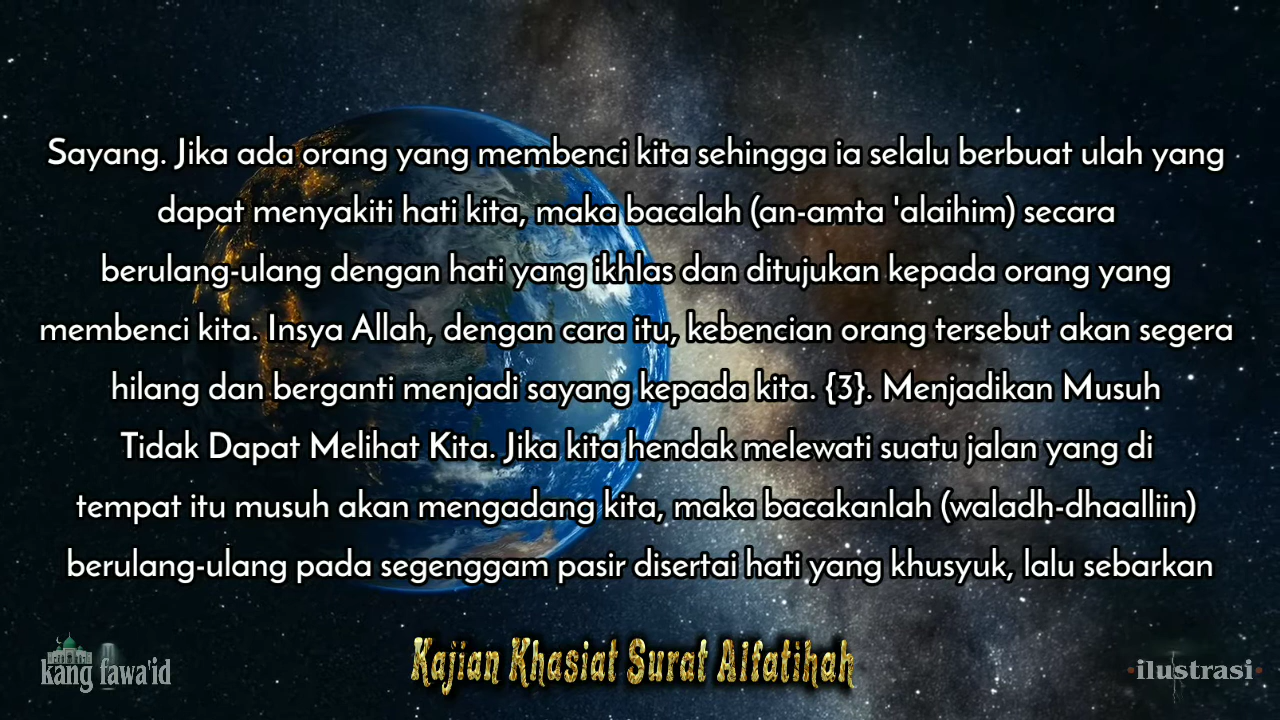 Sayang. Jika ada orang yang membenci kita sehingga ia selalu berbuat ulah yang
dapat menyakiti hati kita, maka bacalah (an-amta 'alaihim) secara
berulang-ulang dengan hati yang ikhlas dan ditujukan kepada orang yang
membenci kita. Insya Allah, dengan cara itu, kebencian orang tersebut akan segera
hilang dan berganti menjadi sayang kepada kita. {3}. Menjadikan Musuh
Tidak Dapat Melihat Kita. Jika kita hendak melewati suatu jalan yang di
tempat itu musuh akan mengadang kita, maka bacakanlah (waladh-dhaalliin)
berulang-ulang pada segenggam pasir disertai hati yang khusyuk, lalu sebarkan
kang fawa'id
Kajian Khasiat Surat Alfatihah
•ilustrasi•